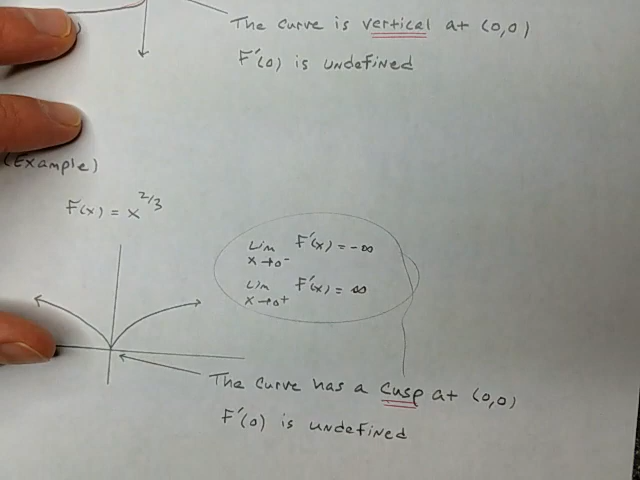 The curve is vertical at (0,0)
F'(0) is undefined
(Example)
F(x) = x^2/3
Lim F'(x) = -∞
x→0⁻
Lim F'(x) = ∞
x→0⁺
The curve has a cusp at (0,0)
F'(0) is undefined